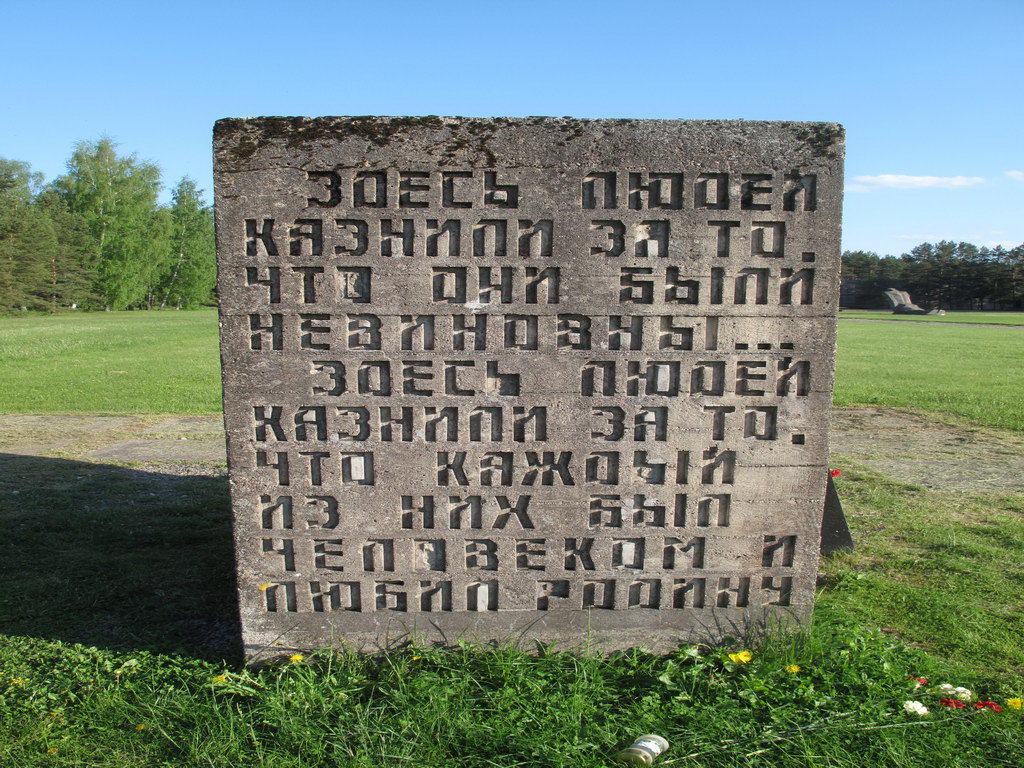 ЗДЕСЬ ЛЮДЕЙ
КАЗНИЛИ ЗА ТО.
ЧТО ОНИ БЫЛИ
НЕВИНОВНЫ...
ЗДЕСЬ ЛЮДЕЙ
КАЗНИЛИ ЗА ТО.
ЧТО КАЖДЫЙ
ИЗ НИХ БЫЛ
ЧЕЛОВЕКОМ И
ЛЮБИЛ РОДИНУ